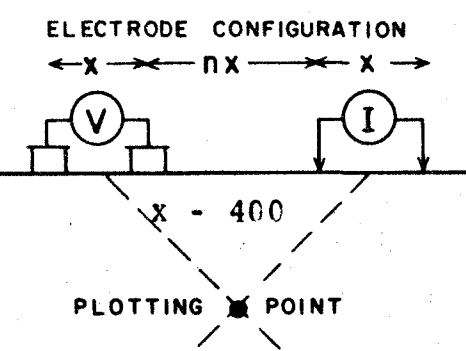 ELECTRODE CONFIGURATION
x nx x
V I
x - 400
PLOTTING POINT